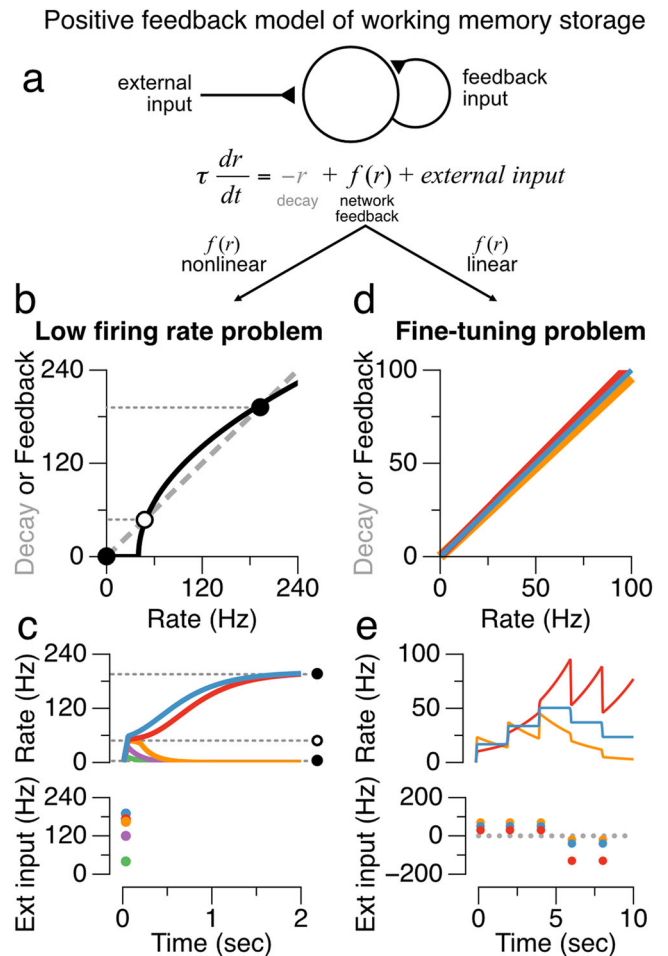 Positive feedback model of working memory storage
a
external
input
feedback
input
τ dr/dt = −r + f(r) + external input
decay
network
feedback
f(r)
nonlinear
f(r)
linear
b
Low firing rate problem
Decay or Feedback
240
120
0
0
120
240
Rate (Hz)
d
Fine-tuning problem
Decay or Feedback
100
50
0
0
50
100
Rate (Hz)
c
Rate (Hz)
240
120
0
Ext input (Hz)
240
120
0
0
1
2
Time (sec)
e
Rate (Hz)
100
50
0
Ext input (Hz)
200
0
−200
0
5
10
Time (sec)